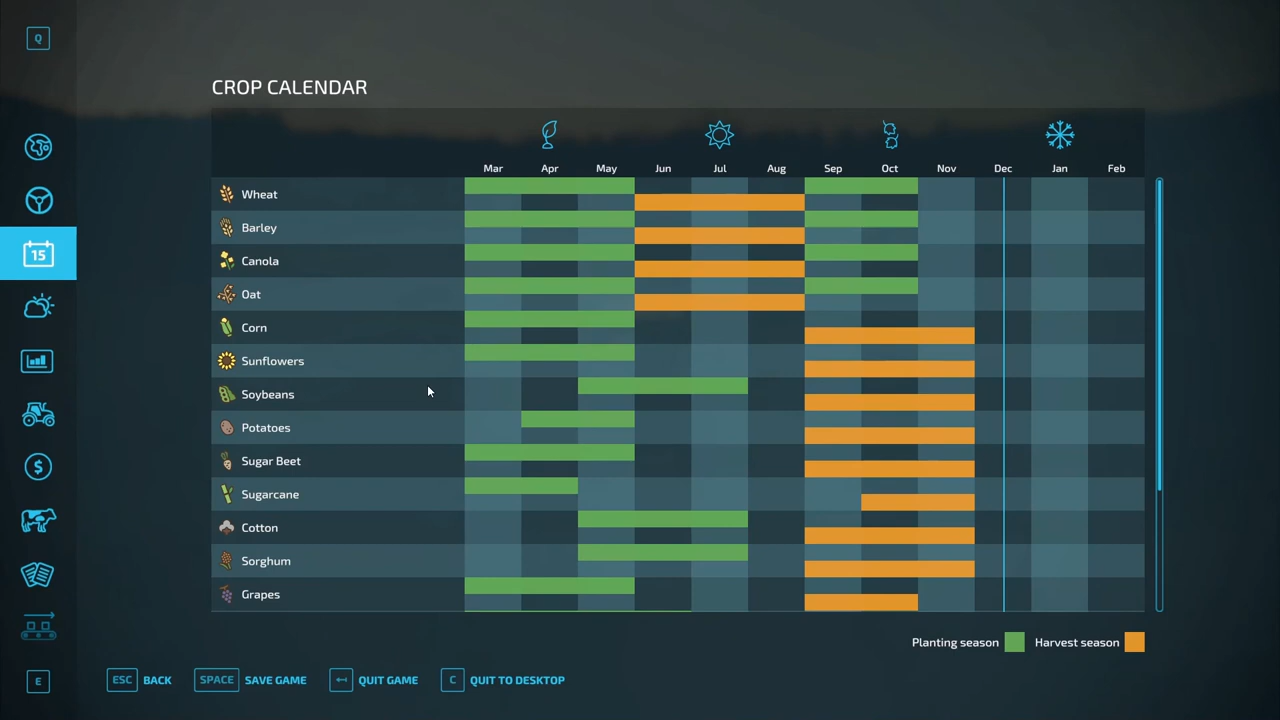 Q
CROP CALENDAR
Mar Apr May Jun Jul Aug Sep Oct Nov Dec Jan Feb
Wheat
Barley
15
Canola
Oat
Corn
Sunflowers
Soybeans
Potatoes
Sugar Beet
Sugarcane
Cotton
Sorghum
Grapes
Planting season Harvest season
E
ESC BACK SPACE SAVE GAME QUIT GAME C QUIT TO DESKTOP